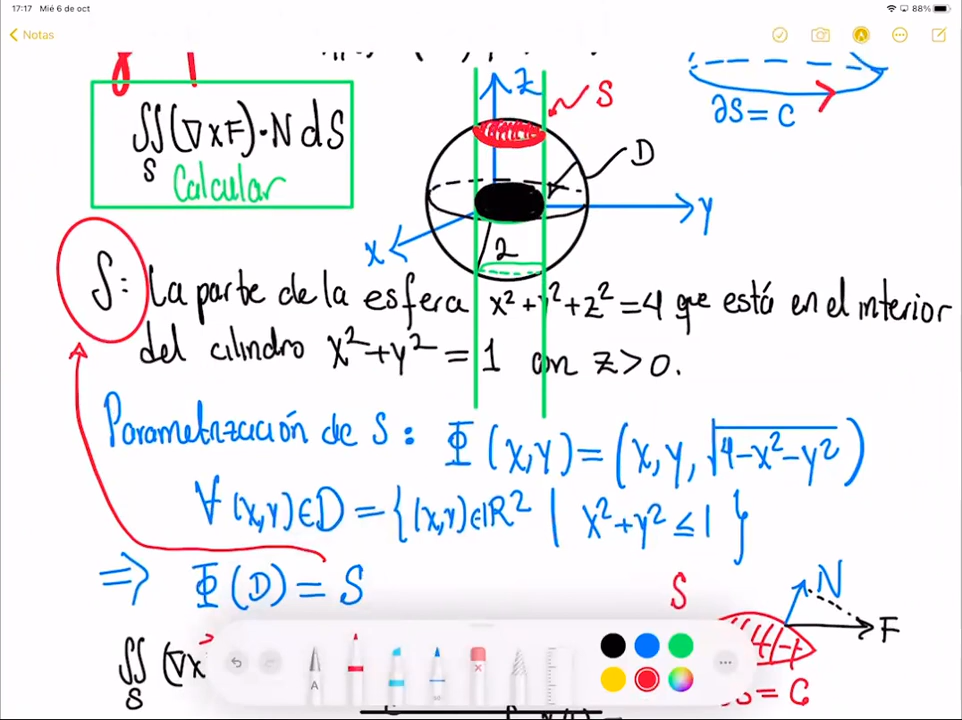 17:17 Mié 6 de oct
88%
Notas
∬S (∇xF)·N dS
Calcular
z
S
∂S = C
D
y
x
2
S: La parte de la esfera x²+y²+z²=4 que está en el interior
del cilindro x²+y² = 1 con z>0.
Parametrización de S: Φ(x,y)=(x,y,√4-x²-y²)
∀(x,y)∈D={(x,y)∈IR² | x²+y²≤1}
⇒ Φ(D)=S
S
N
F
∬S (∇x
A
S=C